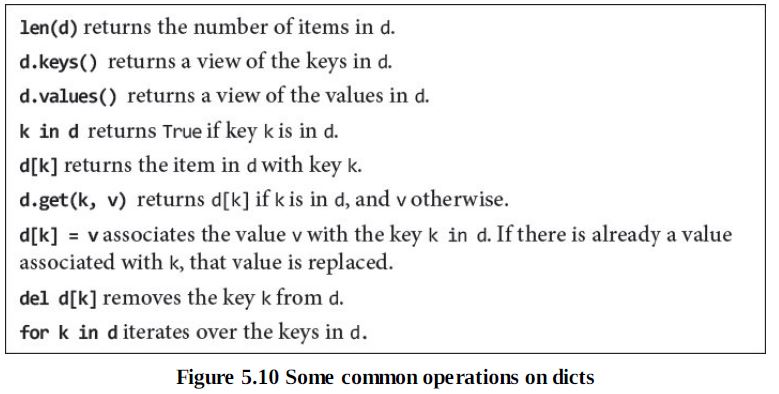 len(d) returns the number of items in d.
d.keys() returns a view of the keys in d.
d.values() returns a view of the values in d.
k in d returns True if key k is in d.
d[k] returns the item in d with key k.
d.get(k, v) returns d[k] if k is in d, and v otherwise.
d[k] = v associates the value v with the key k in d. If there is already a value
associated with k, that value is replaced.
del d[k] removes the key k from d.
for k in d iterates over the keys in d.
Figure 5.10 Some common operations on dicts